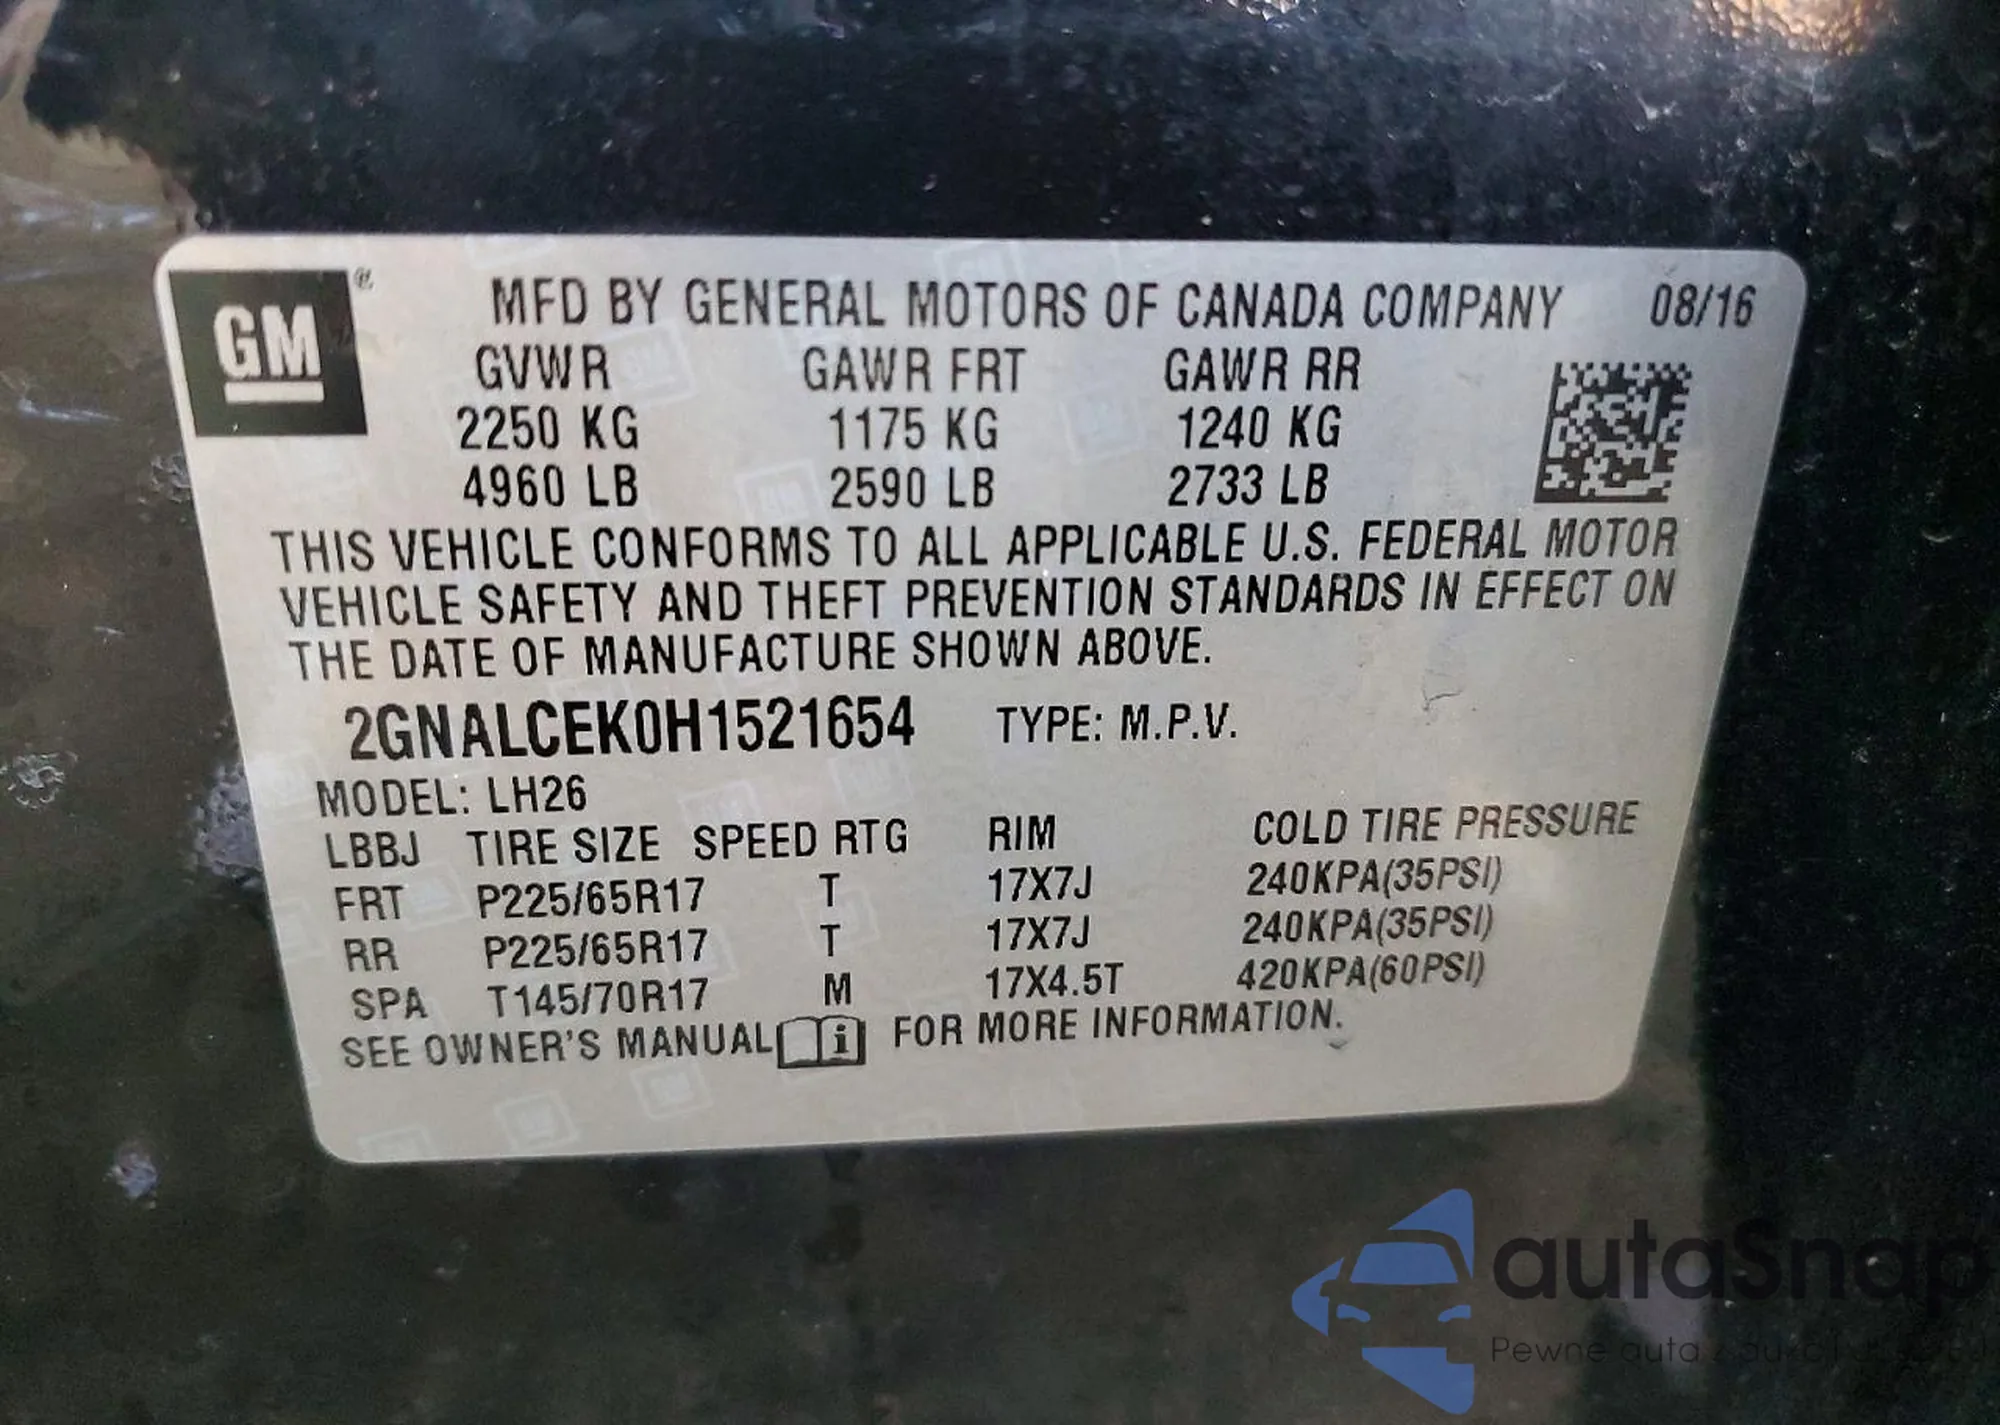 GM ® MFD BY GENERAL MOTORS OF CANADA COMPANY 08/16
GVWR GAWR FRT GAWR RR
2250 KG 1175 KG 1240 KG
4960 LB 2590 LB 2733 LB
THIS VEHICLE CONFORMS TO ALL APPLICABLE U.S. FEDERAL MOTOR
VEHICLE SAFETY AND THEFT PREVENTION STANDARDS IN EFFECT ON
THE DATE OF MANUFACTURE SHOWN ABOVE.
2GNALCEK0H1521654 TYPE: M.P.V.
MODEL: LH26
LBBJ TIRE SIZE SPEED RTG RIM COLD TIRE PRESSURE
FRT P225/65R17 T 17X7J 240KPA(35PSI)
RR P225/65R17 T 17X7J 240KPA(35PSI)
SPA T145/70R17 M 17X4.5T 420KPA(60PSI)
SEE OWNER'S MANUAL i FOR MORE INFORMATION.
autaSnap
Pewne auta z aukcji